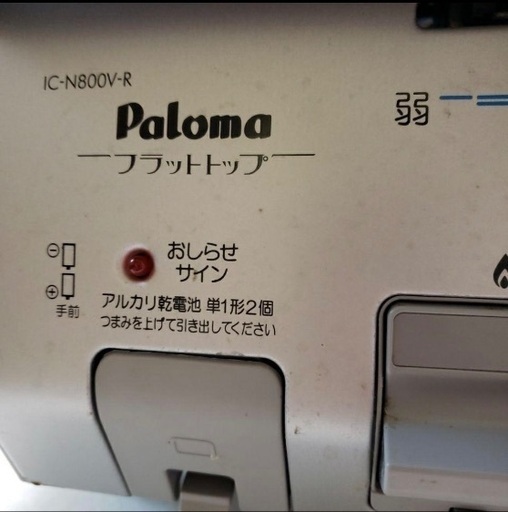 IC-N800V-R
Paloma
フラットトップ
弱
おしらせ
サイン
⊖
⊕
手前
アルカリ乾電池 単1形2個
つまみを上げて引き出してください